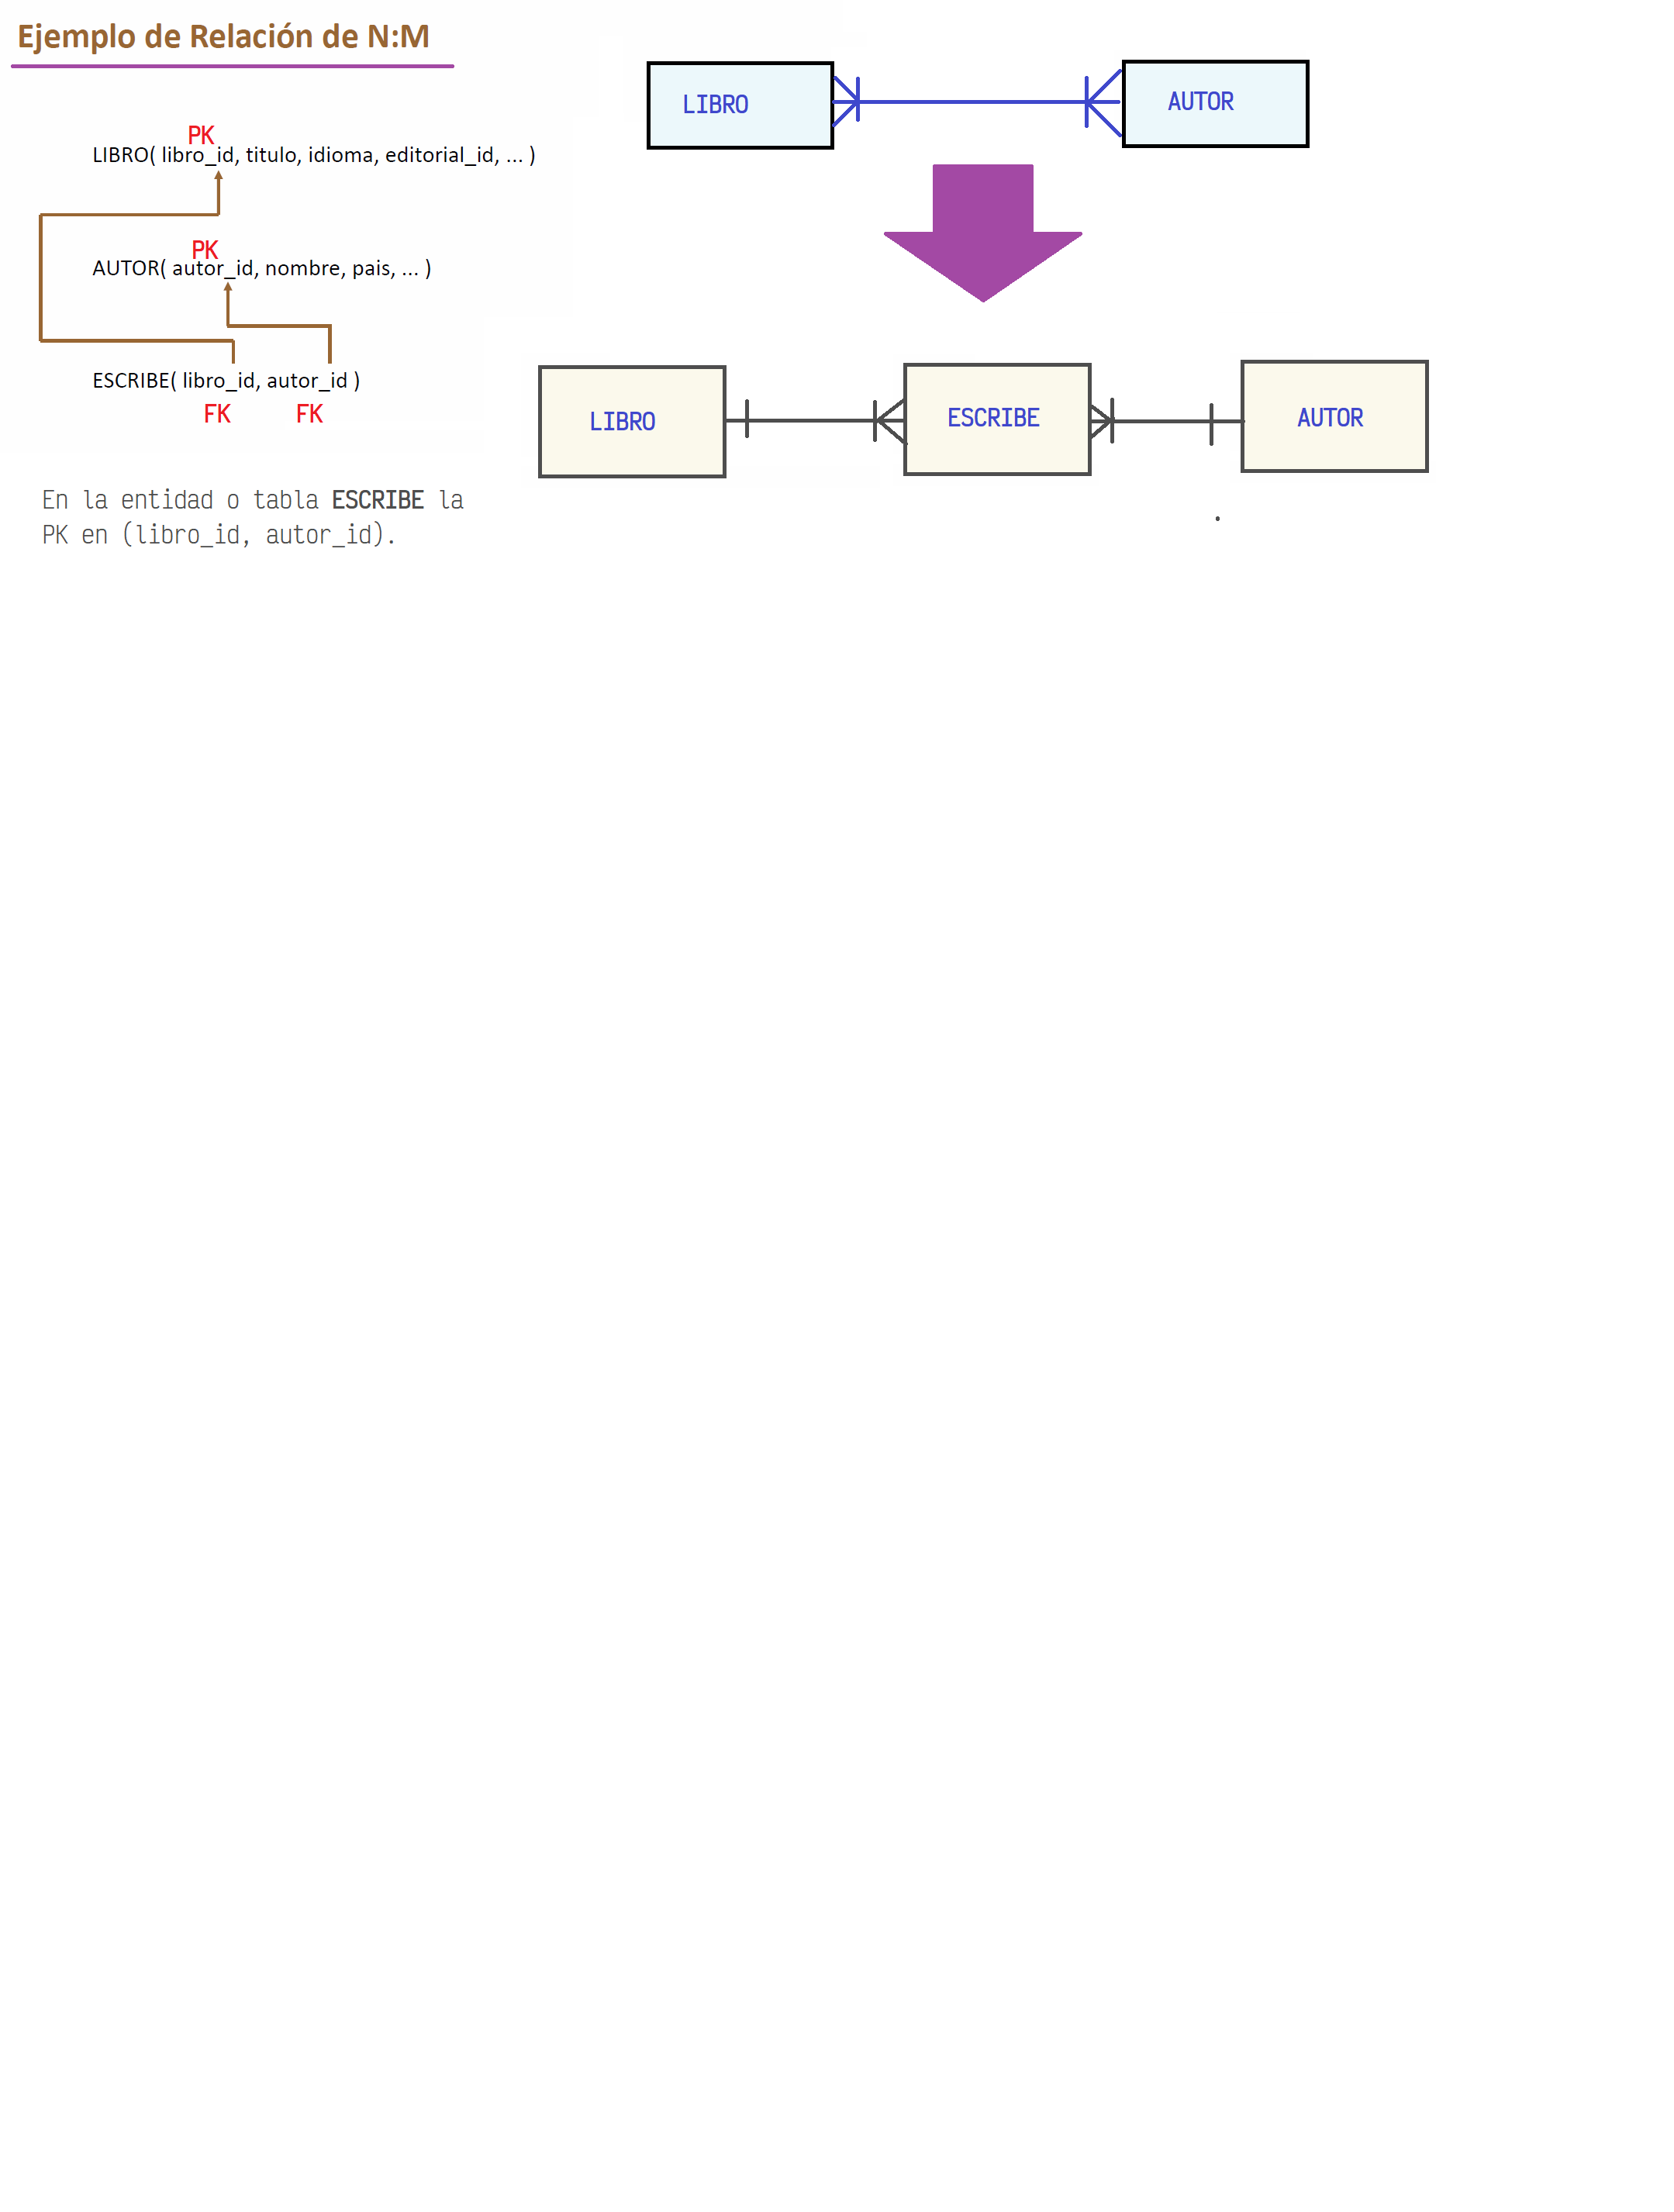 Ejemplo de Relación de N:M
PK
LIBRO( libro_id, titulo, idioma, editorial_id, ... )
PK
AUTOR( autor_id, nombre, pais, ... )
ESCRIBE( libro_id, autor_id )
FK FK
En la entidad o tabla ESCRIBE la
PK en (libro_id, autor_id).
LIBRO AUTOR
LIBRO ESCRIBE AUTOR